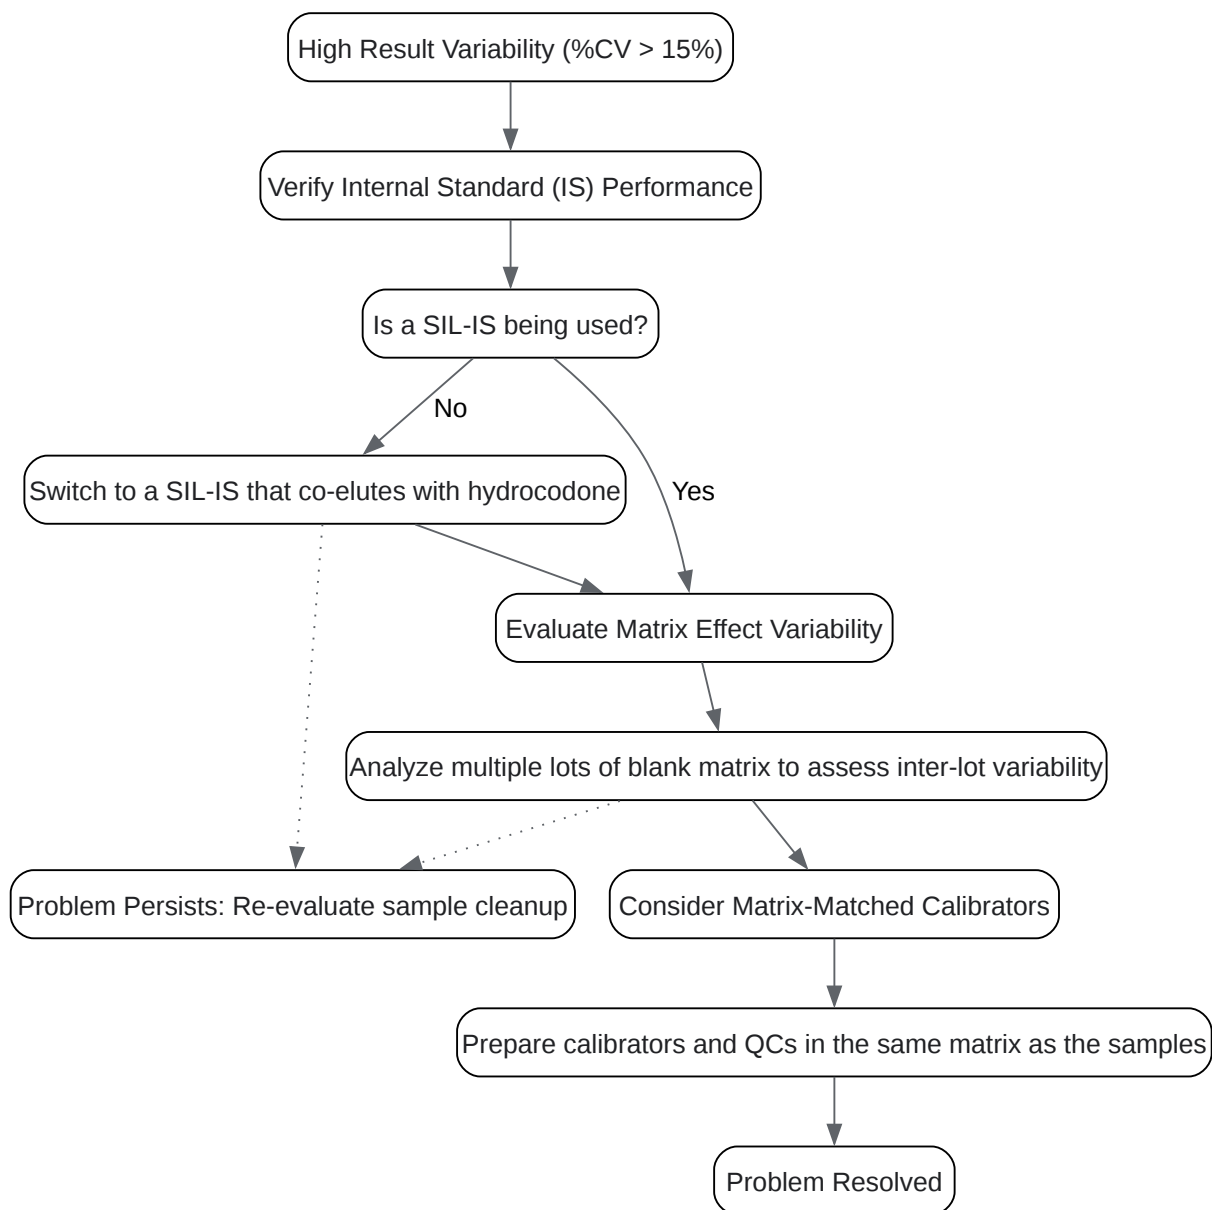 High Result Variability (%CV > 15%)
Verify Internal Standard (IS) Performance
Is a SIL-IS being used?
No
Switch to a SIL-IS that co-elutes with hydrocodone
Yes
Evaluate Matrix Effect Variability
Analyze multiple lots of blank matrix to assess inter-lot variability
Problem Persists: Re-evaluate sample cleanup
Consider Matrix-Matched Calibrators
Prepare calibrators and QCs in the same matrix as the samples
Problem Resolved